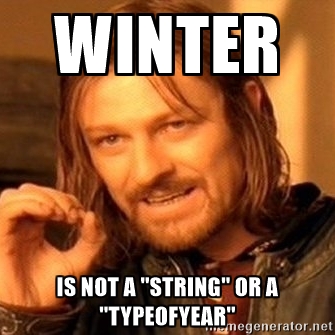 WINTER
IS NOT A "STRING" OR A
"TYPEOFYEAR"
memegenerator.net